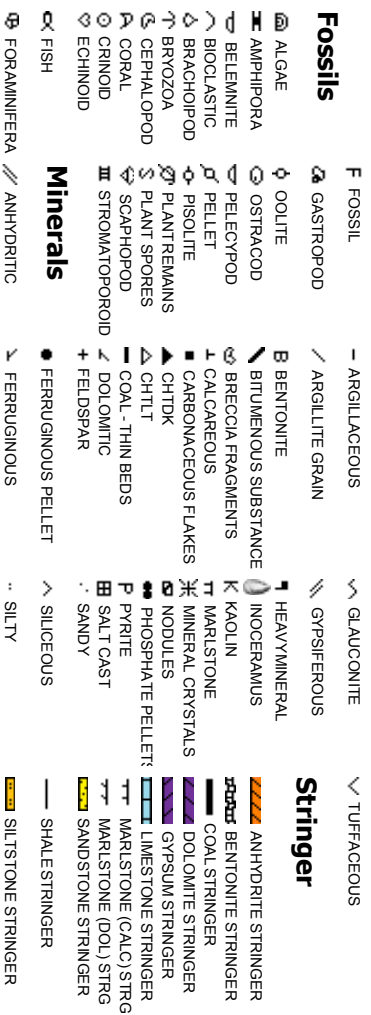 Fossils
ALGAE
AMPHIPORA
BELEMNITE
BIOCLASTIC
BRACHOIPOD
BRYOZOA
CEPHALOPOD
CORAL
CRINOID
ECHINOID
FISH
FORAMINIFERA
F FOSSIL
GASTROPOD
OOLITE
OSTRACOD
PELECYPOD
PELLET
PISOLITE
PLANT REMAINS
PLANT SPORES
SCAPHOPOD
STROMATOPOROID
Minerals
ANHYDRITIC
ARGILLACEOUS
ARGILLITE GRAIN
B BENTONITE
BITUMENOUS SUBSTANCE
BRECCIA FRAGMENTS
CALCAREOUS
CARBONACEOUS FLAKES
CHTDK
CHTLT
COAL - THIN BEDS
DOLOMITIC
FELDSPAR
FERRUGINOUS PELLET
FERRUGINOUS
GLAUCONITE
GYPSIFEROUS
HEAVYMINERAL
INOCERAMUS
K KAOLIN
MARLSTONE
MINERAL CRYSTALS
NODULES
PHOSPHATE PELLETS
P PYRITE
SALT CAST
SANDY
SILICEOUS
SILTY
TUFFACEOUS
Stringer
ANHYDRITE STRINGER
BENTONITE STRINGER
COAL STRINGER
DOLOMITE STRINGER
GYPSUM STRINGER
LIMESTONE STRINGER
MARLSTONE (CALC) STRG
MARLSTONE (DOL) STRG
SANDSTONE STRINGER
SHALE STRINGER
SILTSTONE STRINGER